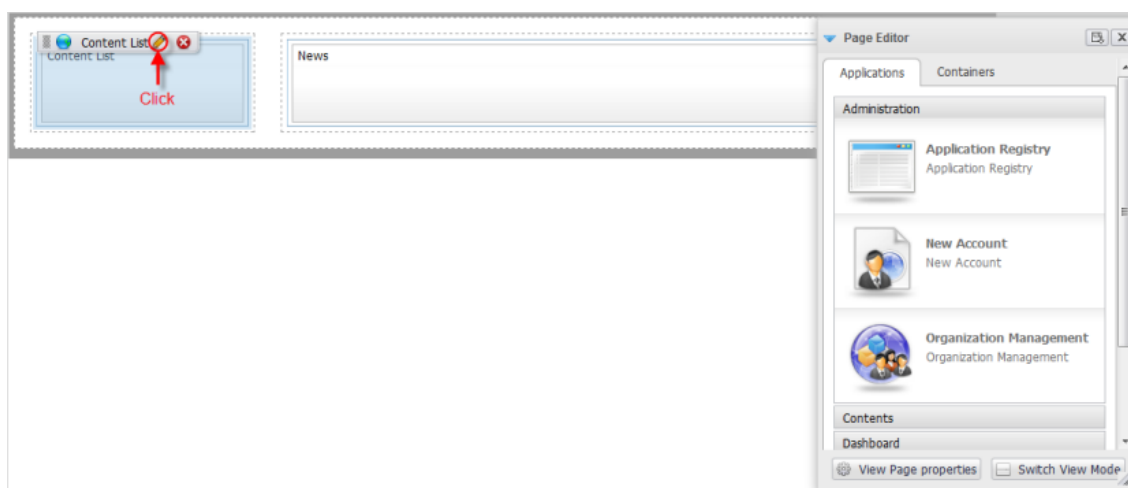 Content List
Content List
Click
News
Page Editor
Applications
Containers
Administration
Application Registry
Application Registry
New Account
New Account
Organization Management
Organization Management
Contents
Dashboard
View Page properties
Switch View Mode